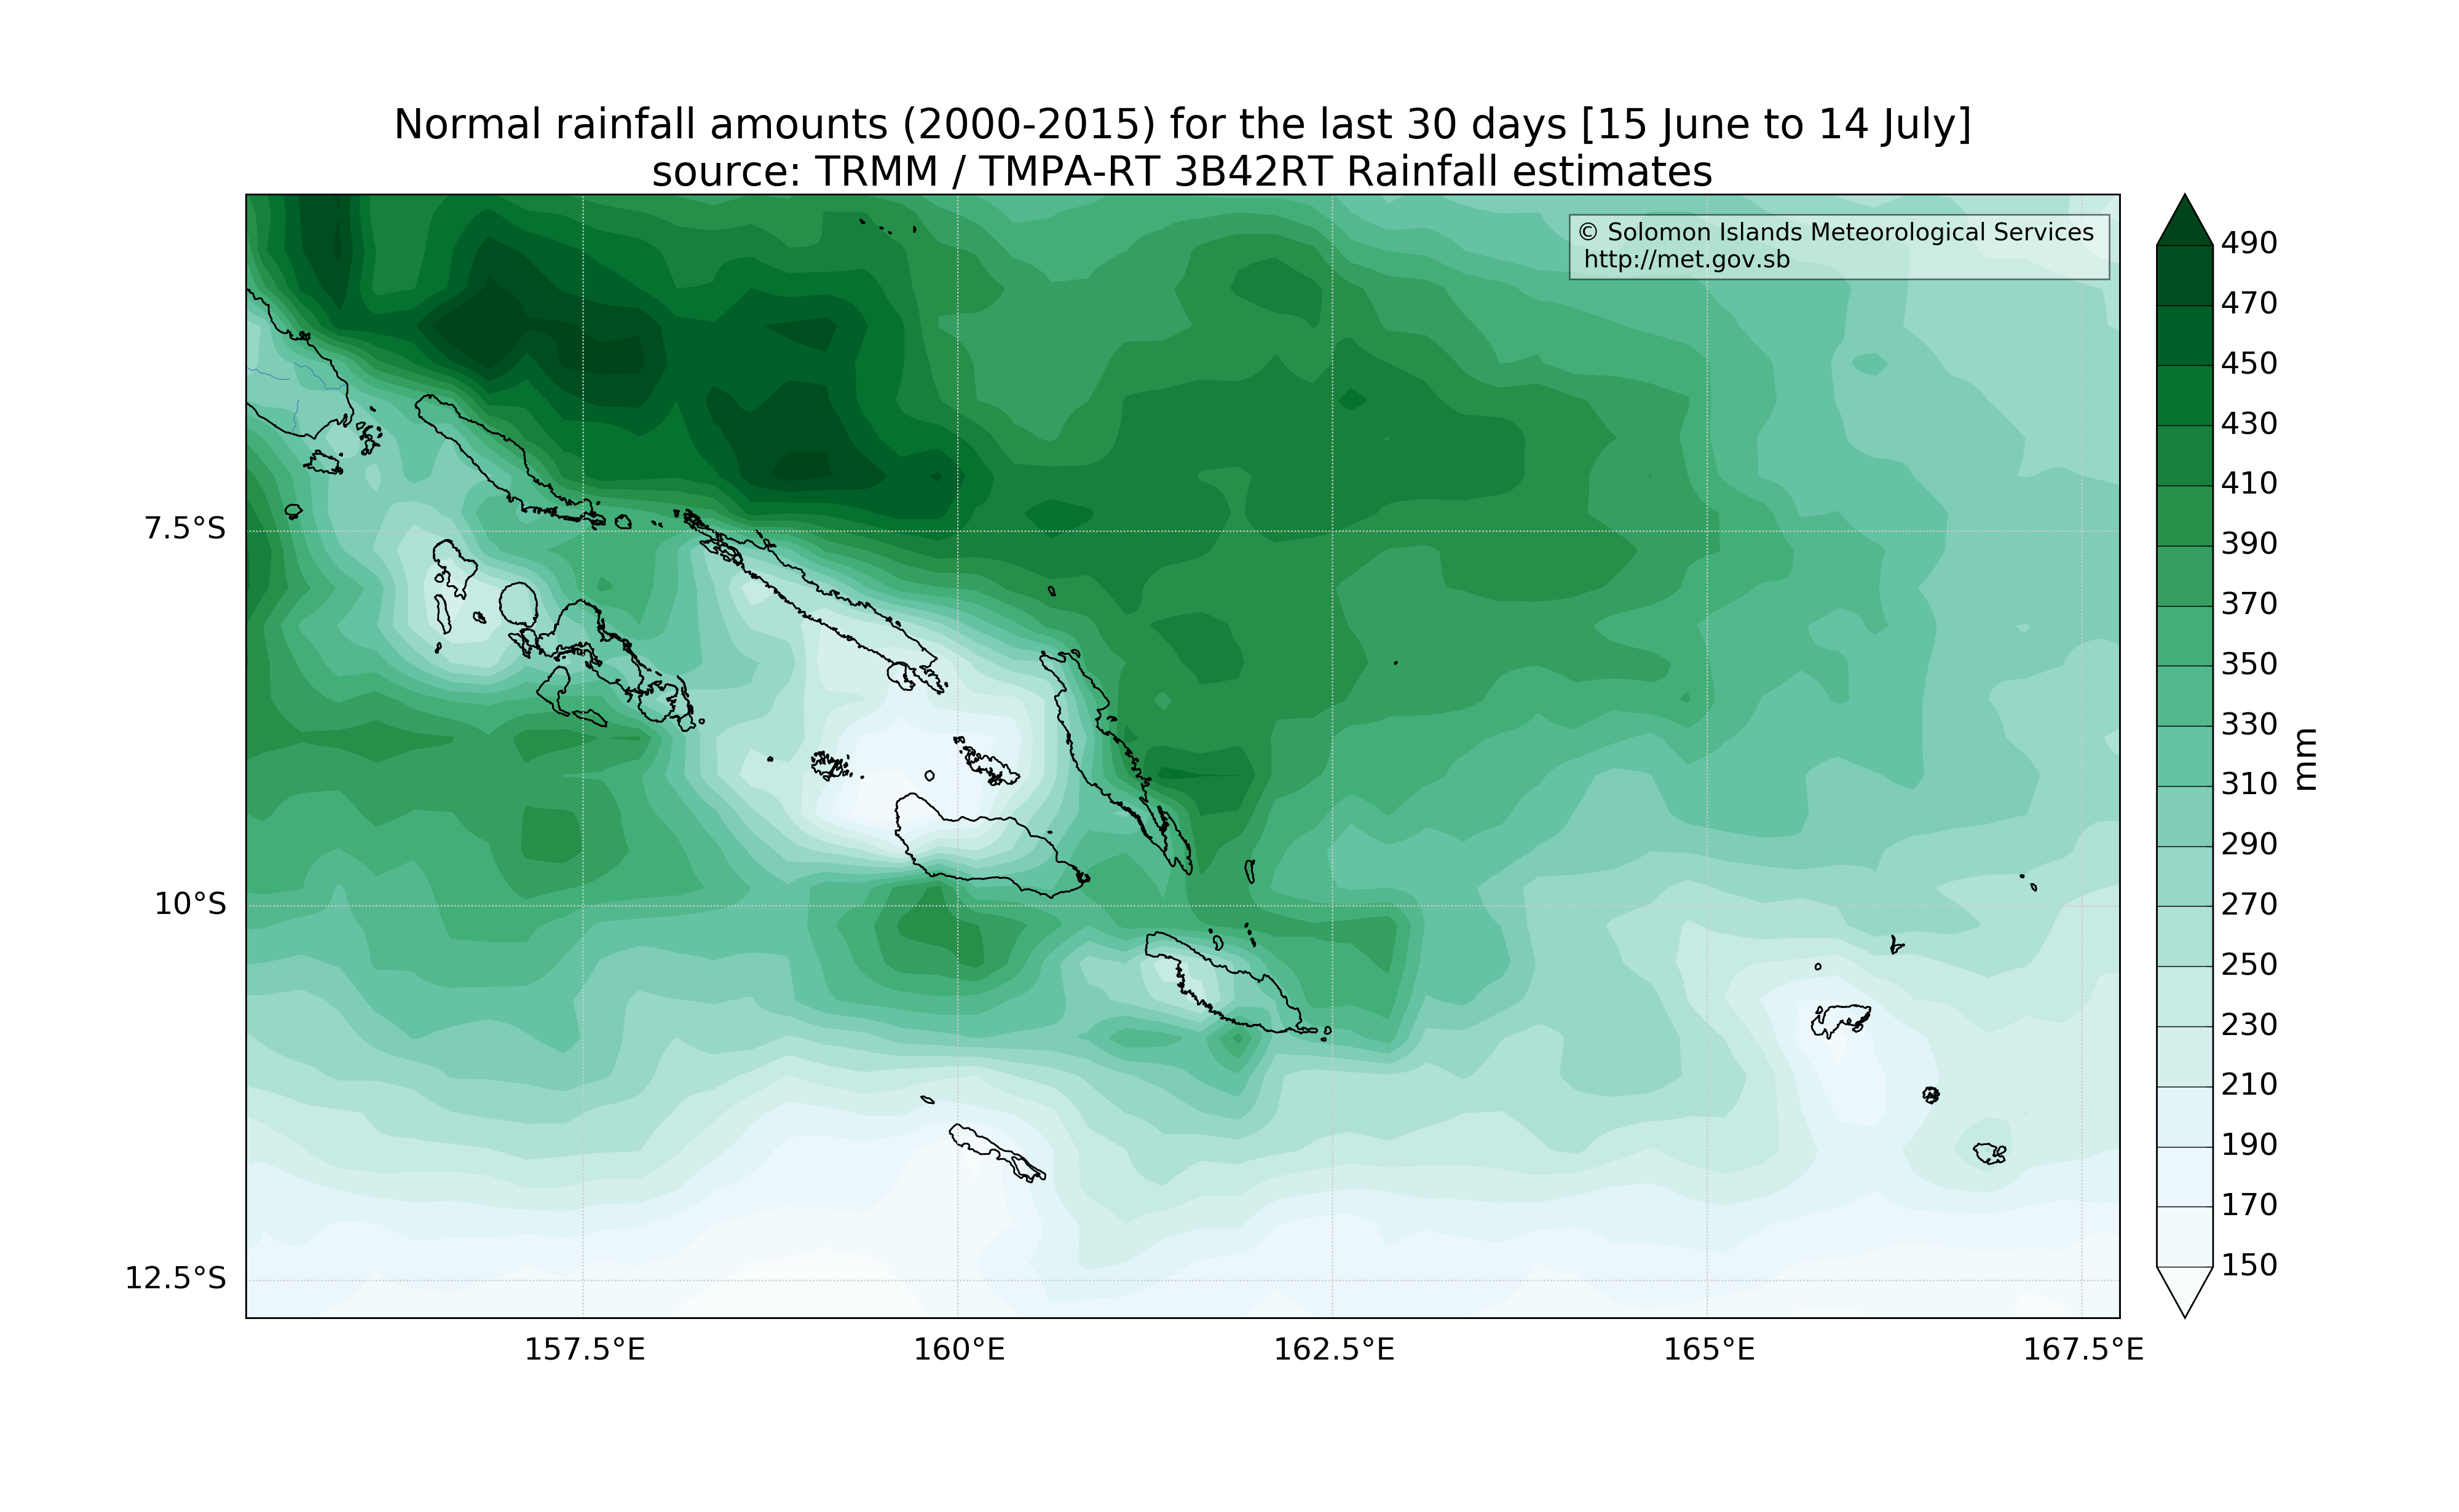 Normal rainfall amounts (2000-2015) for the last 30 days [15 June to 14 July]
source: TRMM / TMPA-RT 3B42RT Rainfall estimates
© Solomon Islands Meteorological Services
http://met.gov.sb
7.5°S
10°S
12.5°S
157.5°E
160°E
162.5°E
165°E
167.5°E
490
470
450
430
410
390
370
350
330
310
290
270
250
230
210
190
170
150
mm